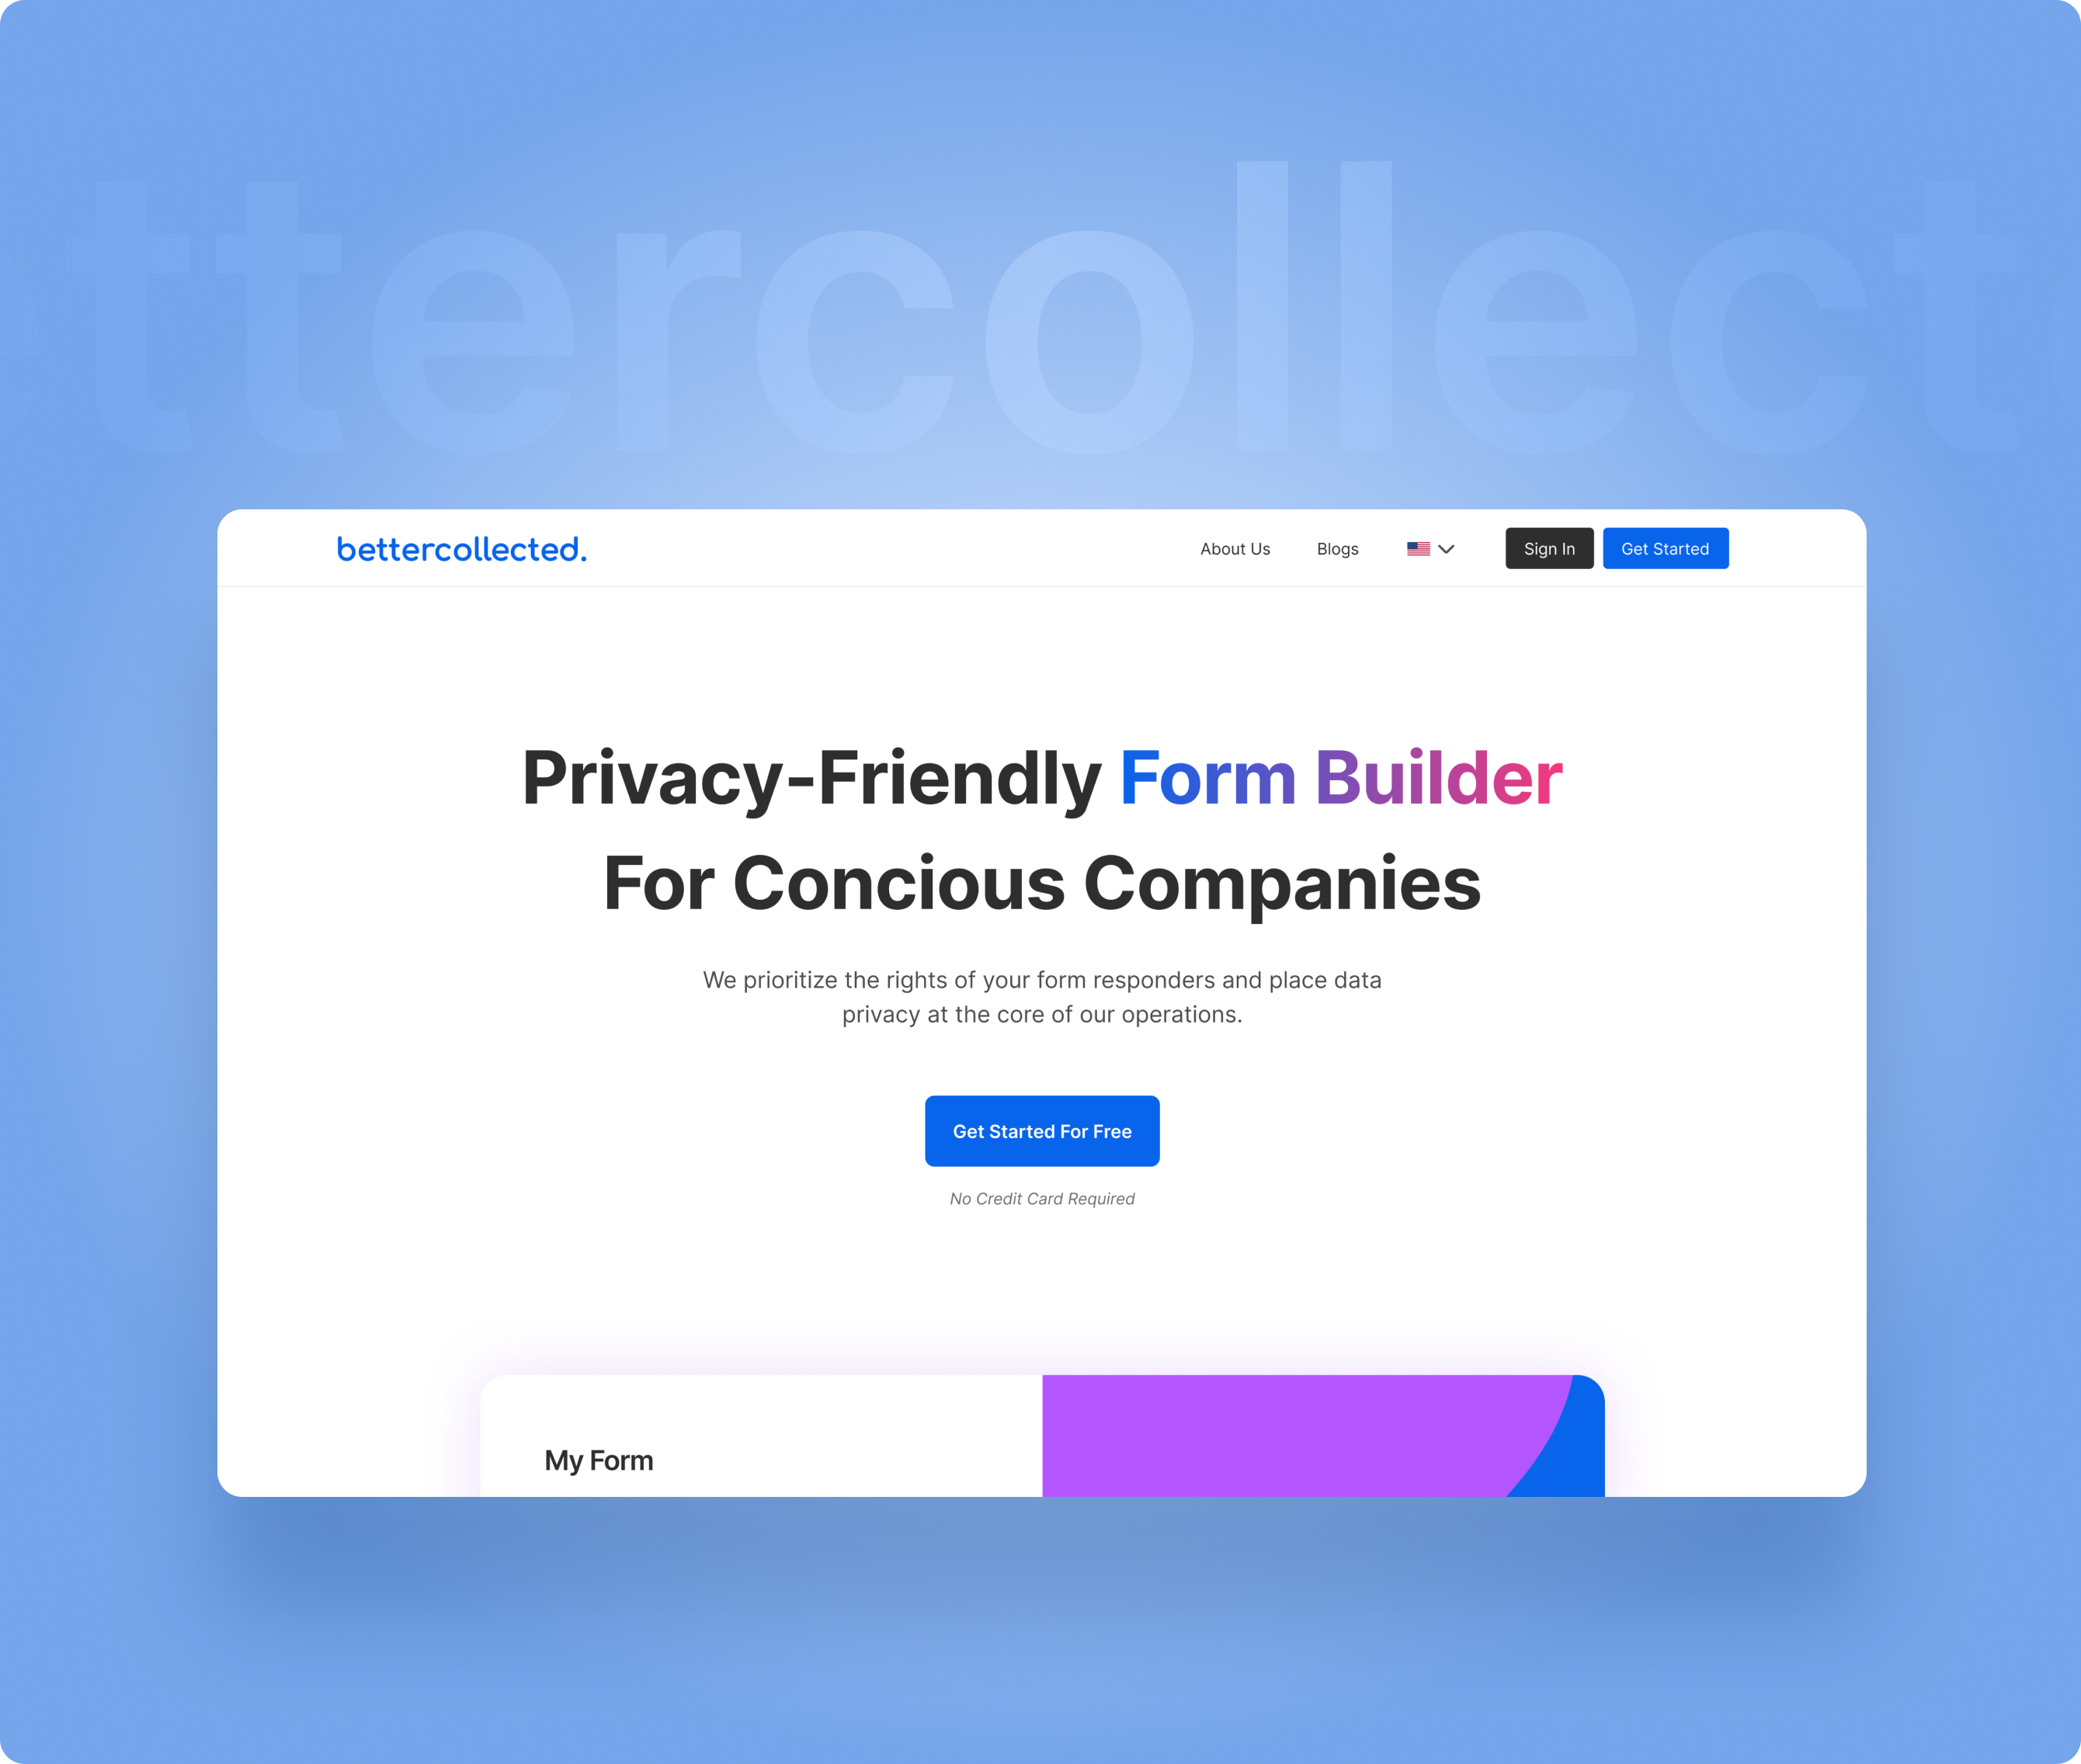 ettercollecte
bettercollected.
About Us
Blogs
Sign In
Get Started
Privacy-Friendly Form Builder
For Concious Companies
We prioritize the rights of your form responders and place data
privacy at the core of our operations.
Get Started For Free
No Credit Card Required
My Form